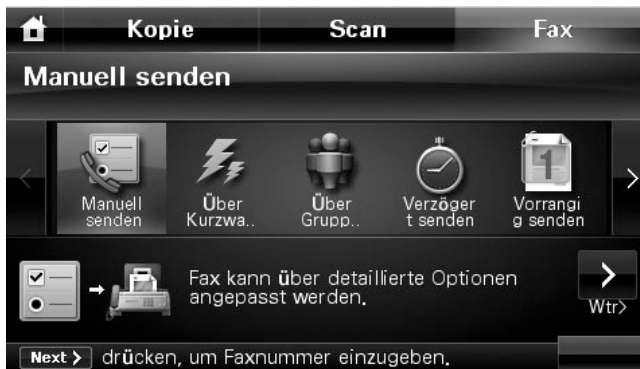 Kopie Scan Fax
Manuell senden
Manuell senden
Über Kurzwa..
Über Grupp..
Verzöger t senden
Vorrangi g senden
1
Fax kann über detaillierte Optionen
angepasst werden.
Wtr>
Next > drücken, um Faxnummer einzugeben.